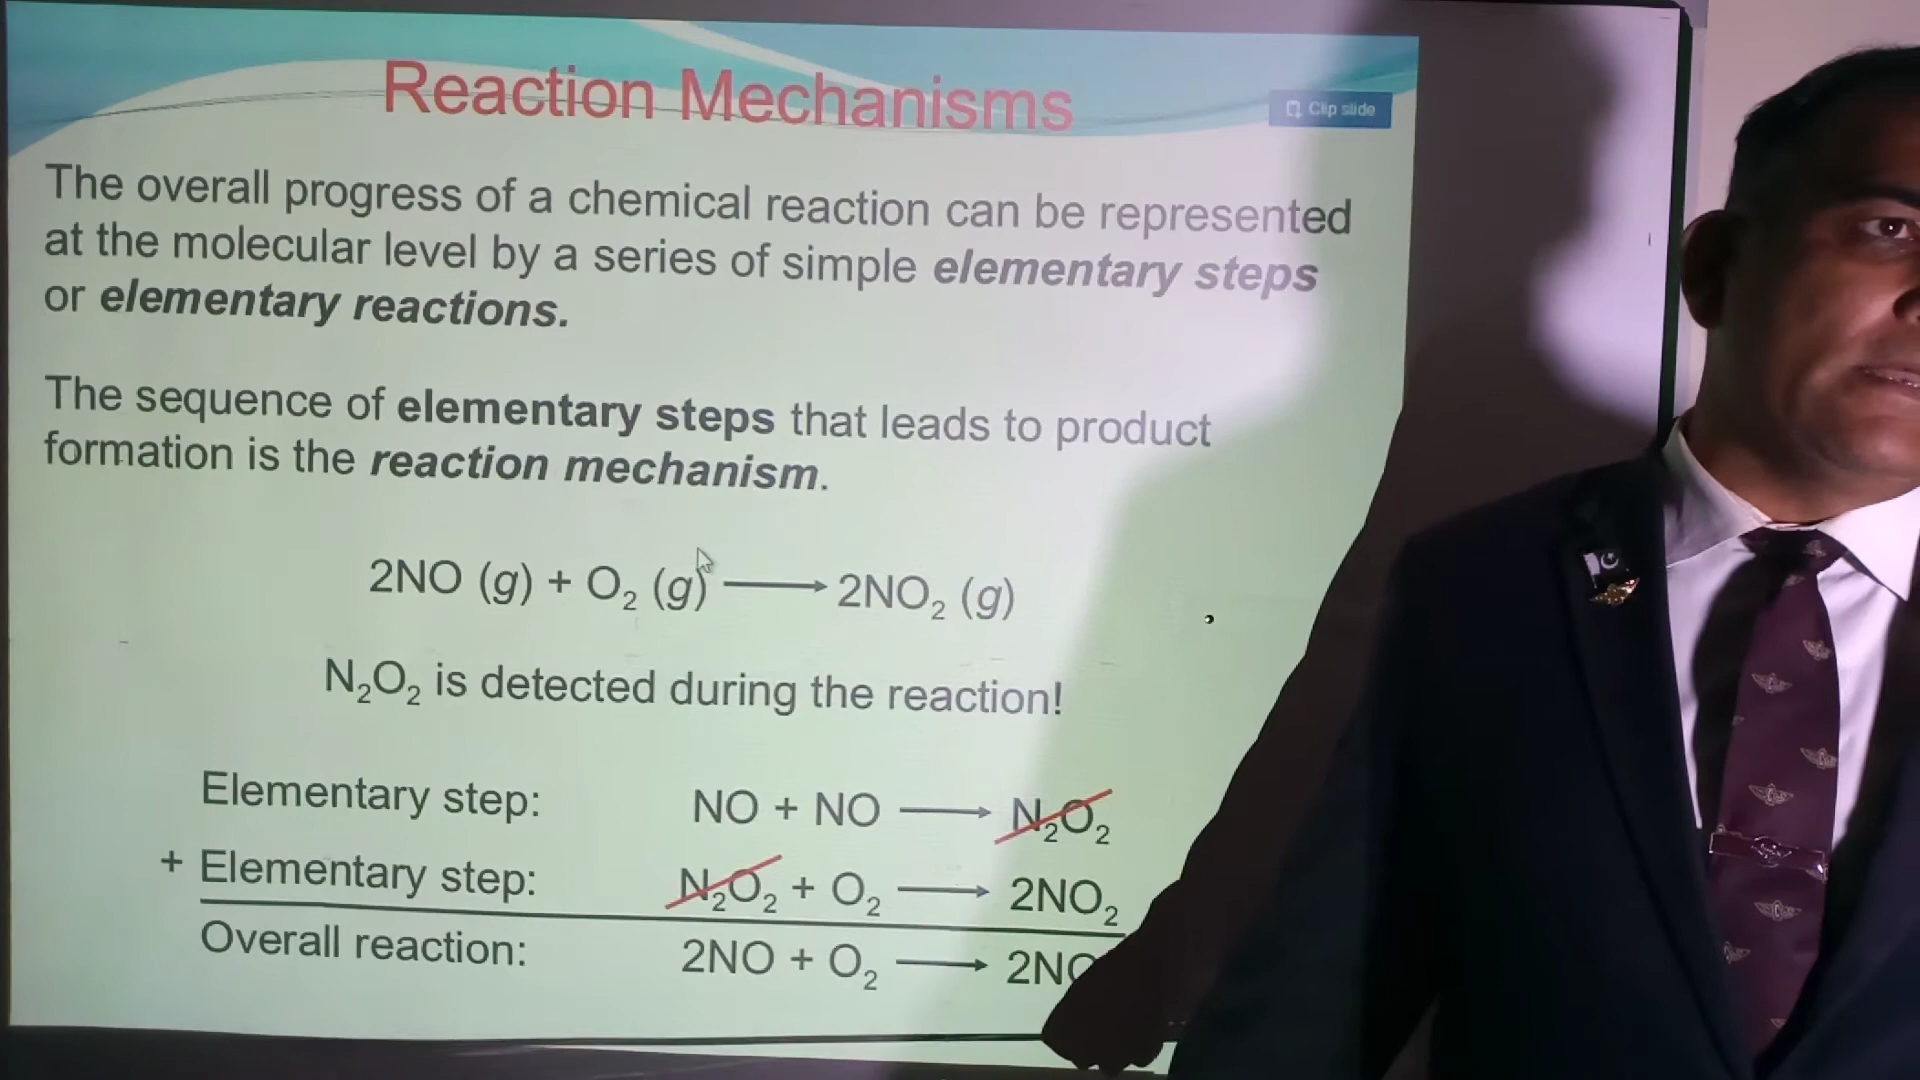 Reaction Mechanisms
Clip slide
The overall progress of a chemical reaction can be represented
at the molecular level by a series of simple elementary steps
or elementary reactions.
The sequence of elementary steps that leads to product
formation is the reaction mechanism.
2NO (g) + O₂ (g) ⟶ 2NO₂ (g)
N₂O₂ is detected during the reaction!
Elementary step: NO + NO ⟶ N₂O₂
+ Elementary step: N₂O₂ + O₂ ⟶ 2NO₂
Overall reaction: 2NO + O₂ ⟶ 2NO